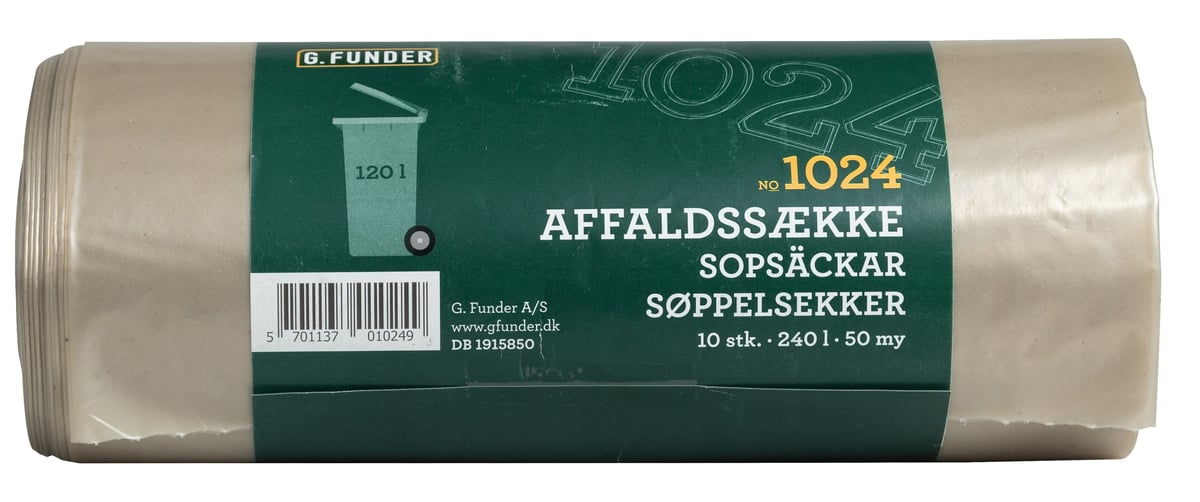 G. FUNDER
1024
120 l
NO 1024
AFFALDSSÆKKE
SOPSÄCKAR
SØPPELSEKKER
10 stk. · 240 l · 50 my
G. Funder A/S
www.gfunder.dk
DB 1915850
5 701137 010249